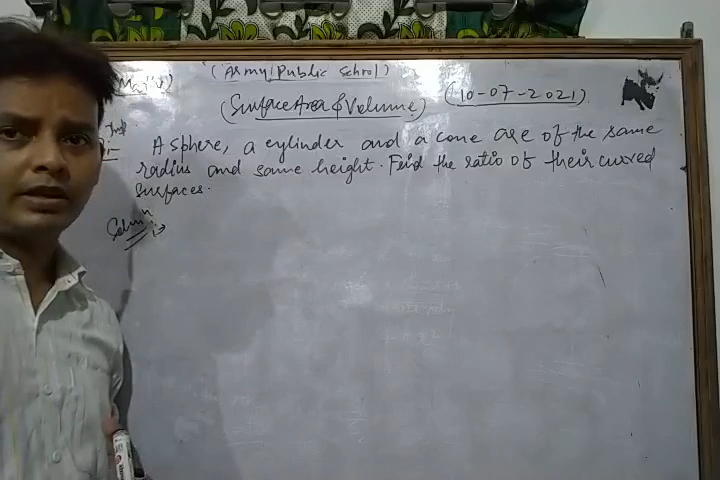 (Army Public School)
(Surface Area & Volume) (10-07-2021)
A sphere, a cylinder and a cone are of the same
radius and same height. Find the ratio of their curved
surfaces.
Solun :→